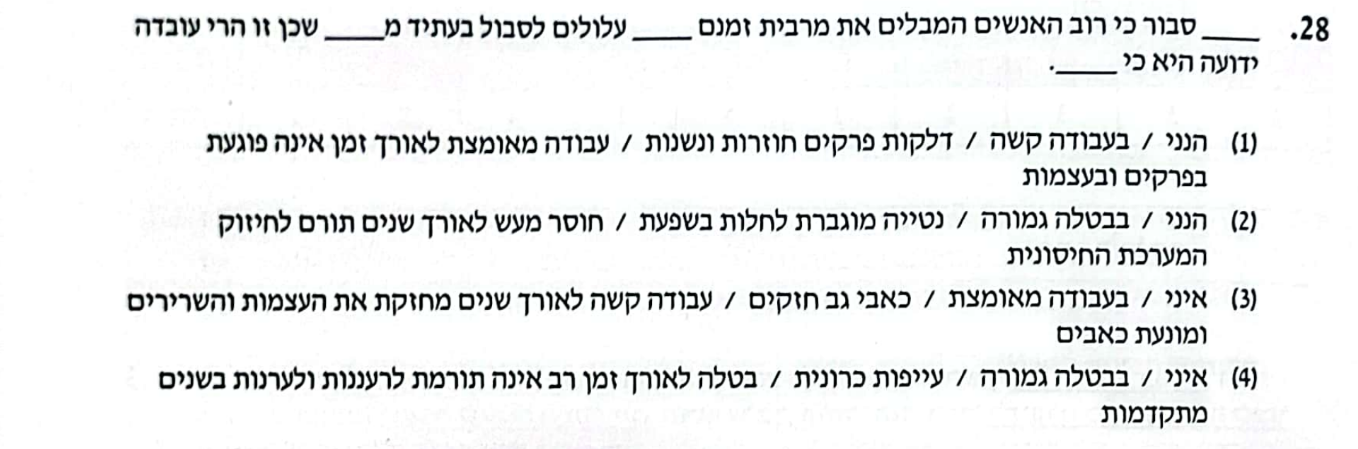 28. ____ סבור כי רוב האנשים המבלים את מרבית זמנם ____ עלולים לסבול בעתיד מ____ שכן זו הרי עובדה
ידועה היא כי ____.
(1) הנני / בעבודה קשה / דלקות פרקים חוזרות ונשנות / עבודה מאומצת לאורך זמן אינה פוגעת
בפרקים ובעצמות
(2) הנני / בבטלה גמורה / נטייה מוגברת לחלות בשפעת / חוסר מעש לאורך שנים תורם לחיזוק
המערכת החיסונית
(3) איני / בעבודה מאומצת / כאבי גב חזקים / עבודה קשה לאורך שנים מחזקת את העצמות והשרירים
ומונעת כאבים
(4) איני / בבטלה גמורה / עייפות כרונית / בטלה לאורך זמן רב אינה תורמת לרעננות ולערנות בשנים
מתקדמות